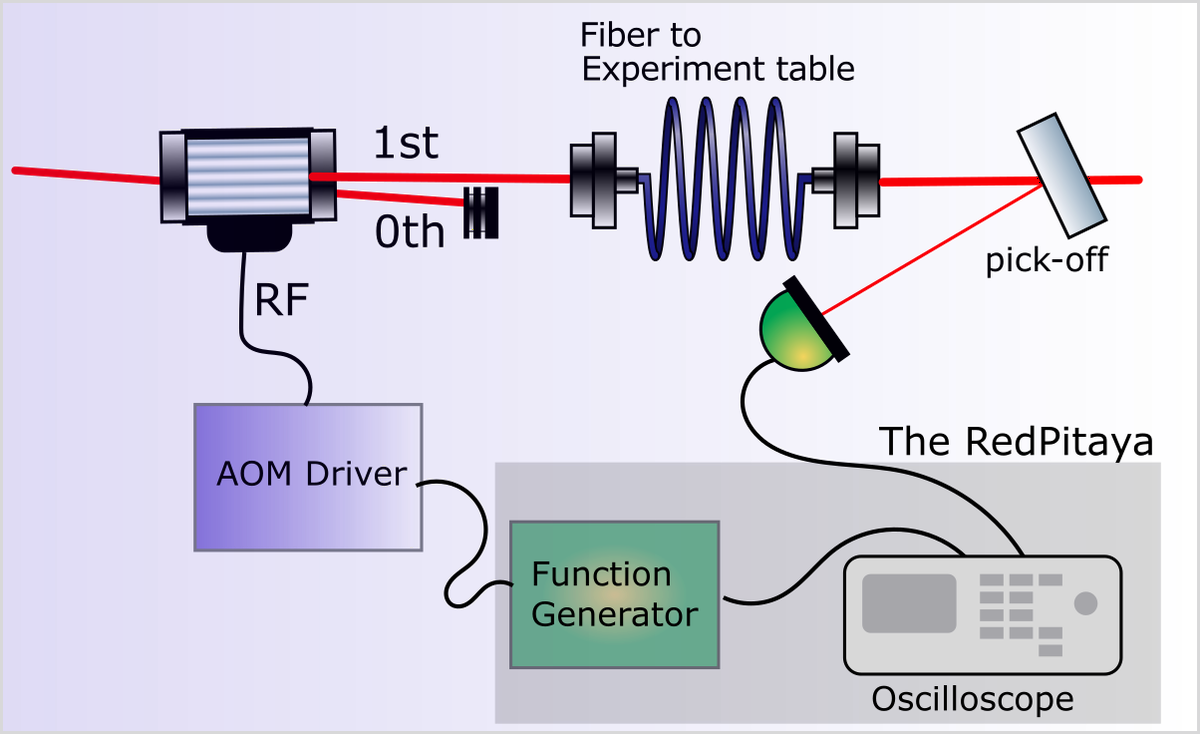 Fiber to
Experiment table
1st
0th
RF
pick-off
AOM Driver
The RedPitaya
Function
Generator
Oscilloscope